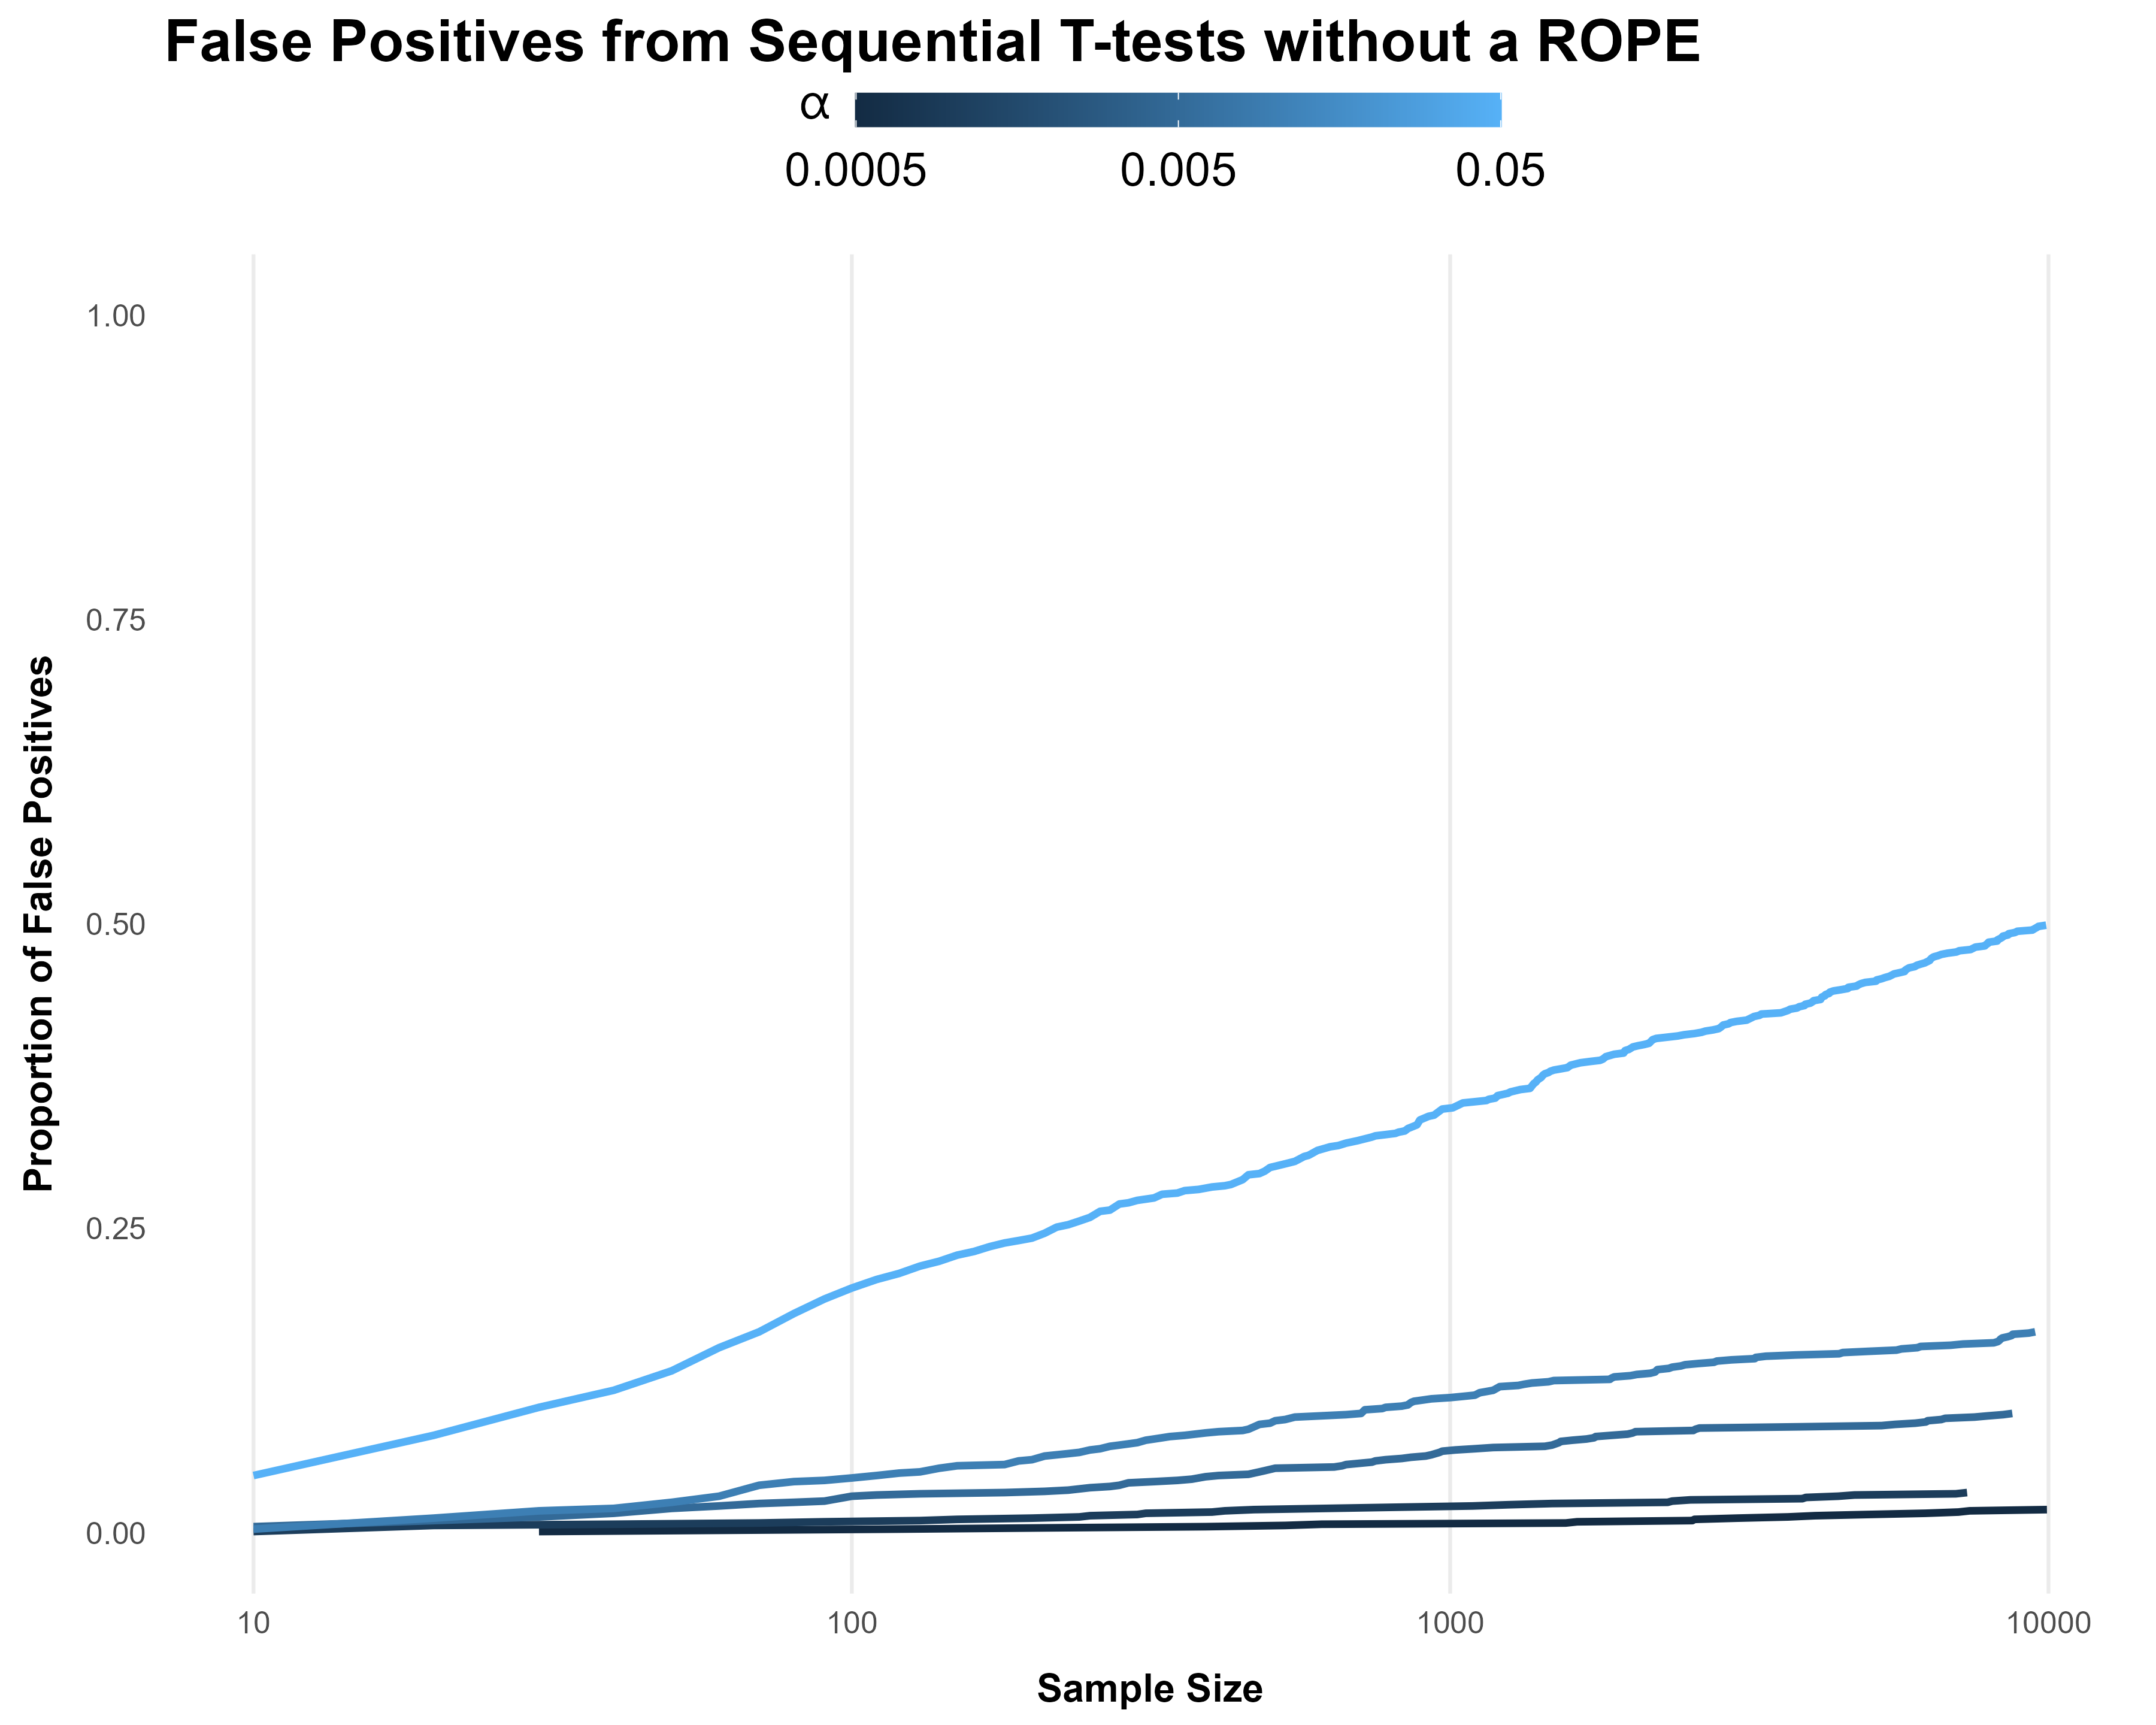 False Positives from Sequential T-tests without a ROPE
α
0.0005 0.005 0.05
1.00
0.75
0.50
0.25
0.00
Proportion of False Positives
10 100 1000 10000
Sample Size